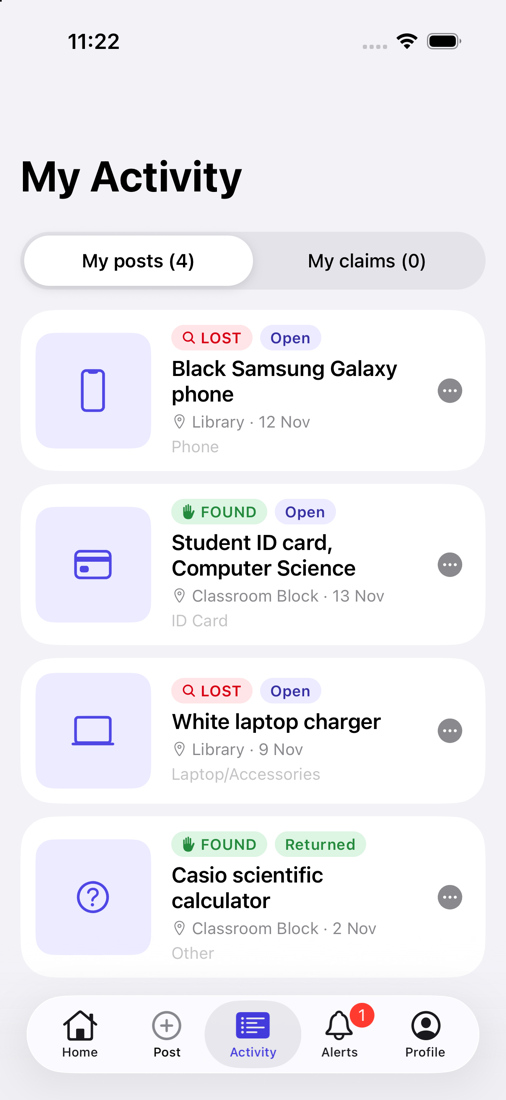 11:22
My Activity
My posts (4)
My claims (0)
LOST
Open
Black Samsung Galaxy
phone
Library · 12 Nov
Phone
FOUND
Open
Student ID card,
Computer Science
Classroom Block · 13 Nov
ID Card
LOST
Open
White laptop charger
Library · 9 Nov
Laptop/Accessories
FOUND
Returned
Casio scientific
calculator
Classroom Block · 2 Nov
Other
1
Home
Post
Activity
Alerts
Profile